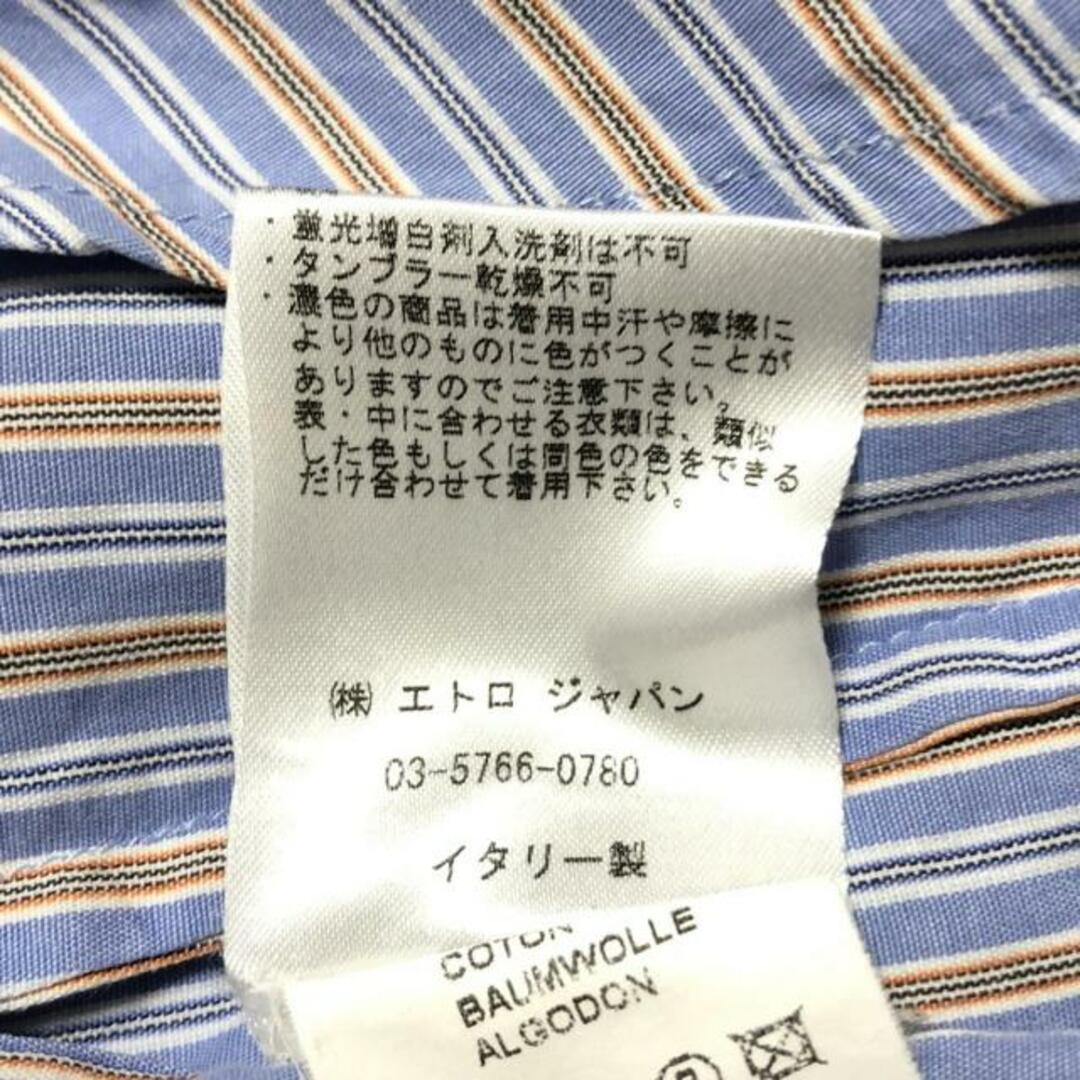 ・蛍光増白剤入洗剤は不可
・タンブラー乾燥不可
・濃色の商品は着用中汗や摩擦に
より他のものに色がつくことが
ありますのでご注意下さい。
表・中に合わせる衣類は、類似
した色もしくは同色の色をできる
だけ合わせて着用下さい。
㈱ エトロ ジャパン
03-5766-0780
イタリー製
COTON
BAUMWOLLE
ALGODON